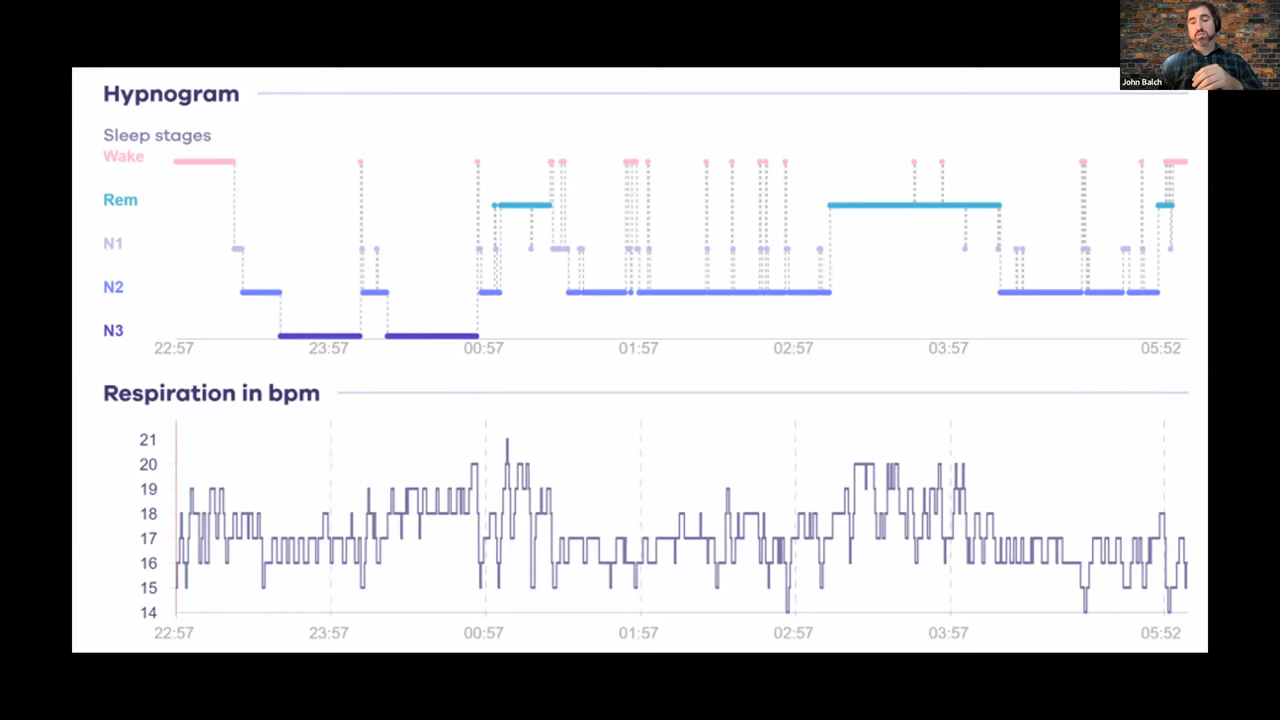 John Balch
Hypnogram
Sleep stages
Wake
Rem
N1
N2
N3
22:57 23:57 00:57 01:57 02:57 03:57 05:52
Respiration in bpm
21
20
19
18
17
16
15
14
22:57 23:57 00:57 01:57 02:57 03:57 05:52